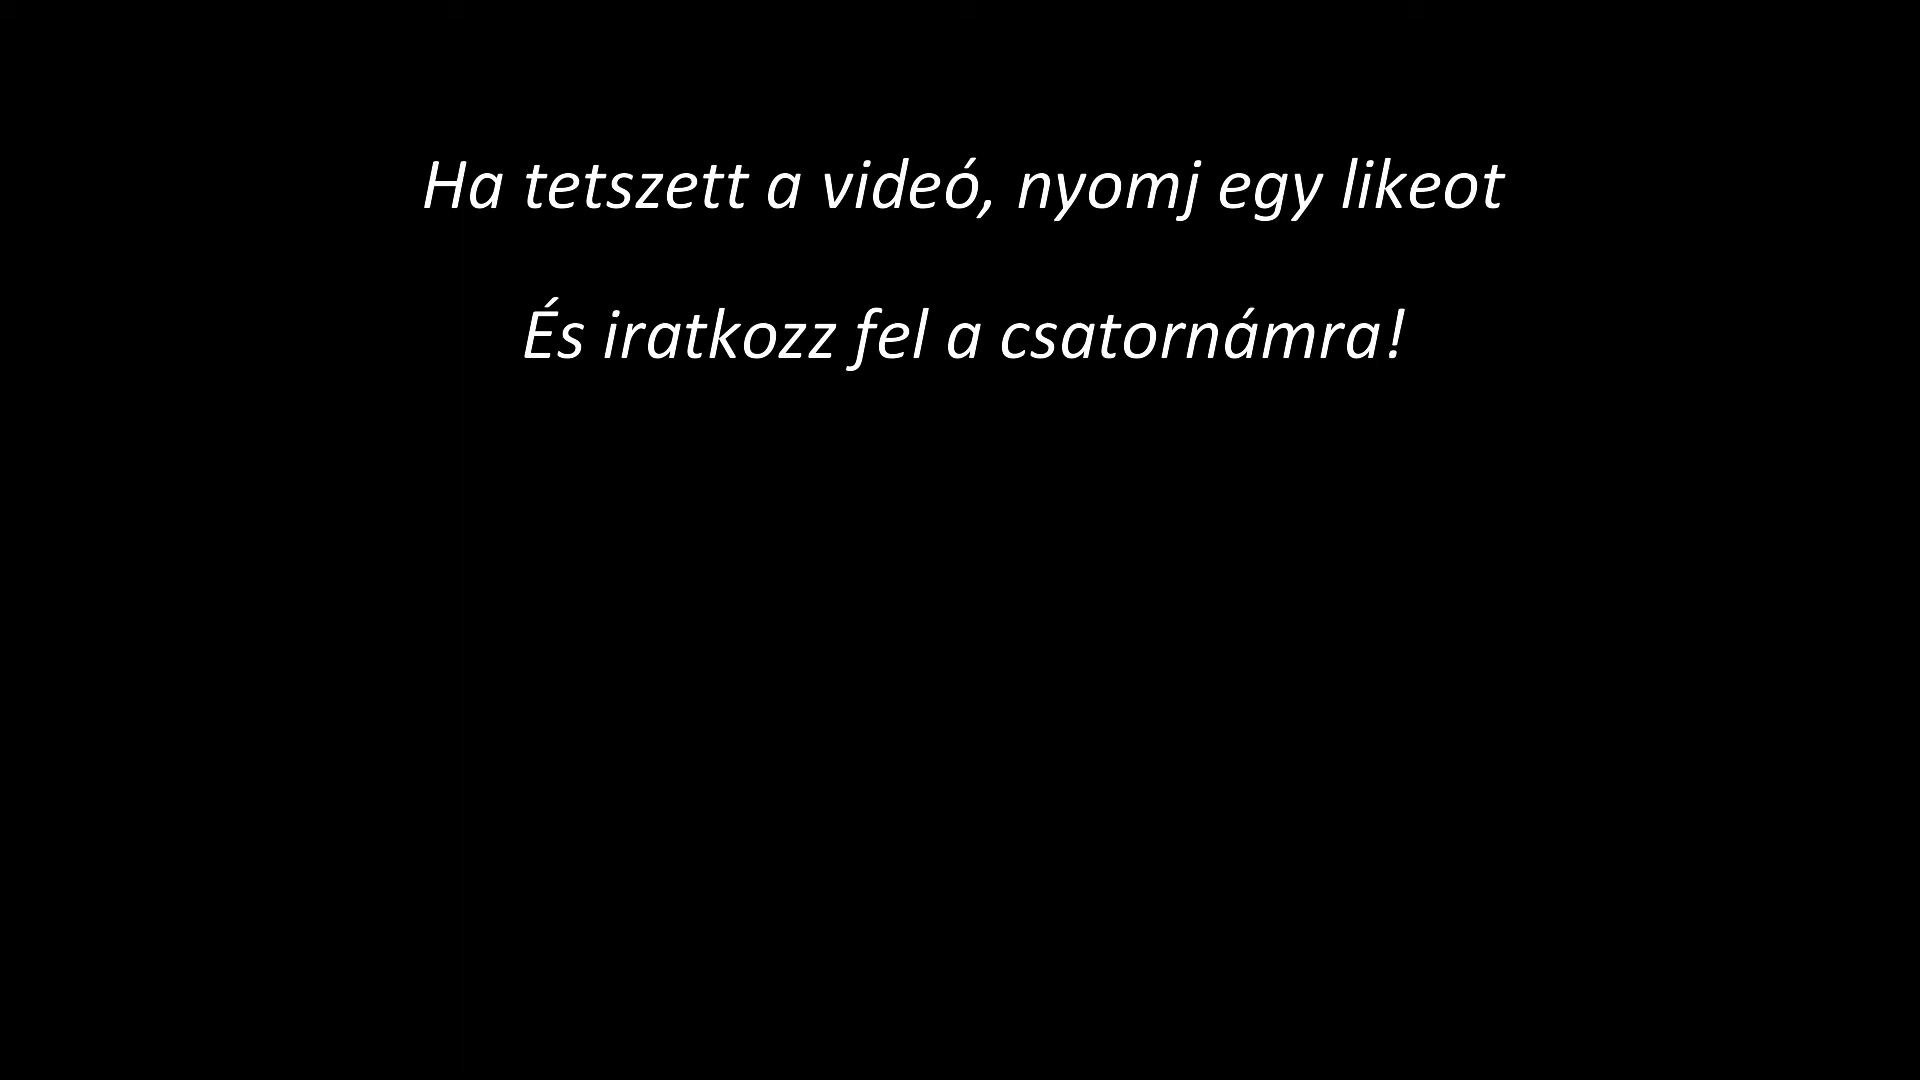 Ha tetszett a videó, nyomj egy likeot
És iratkozz fel a csatornámra!